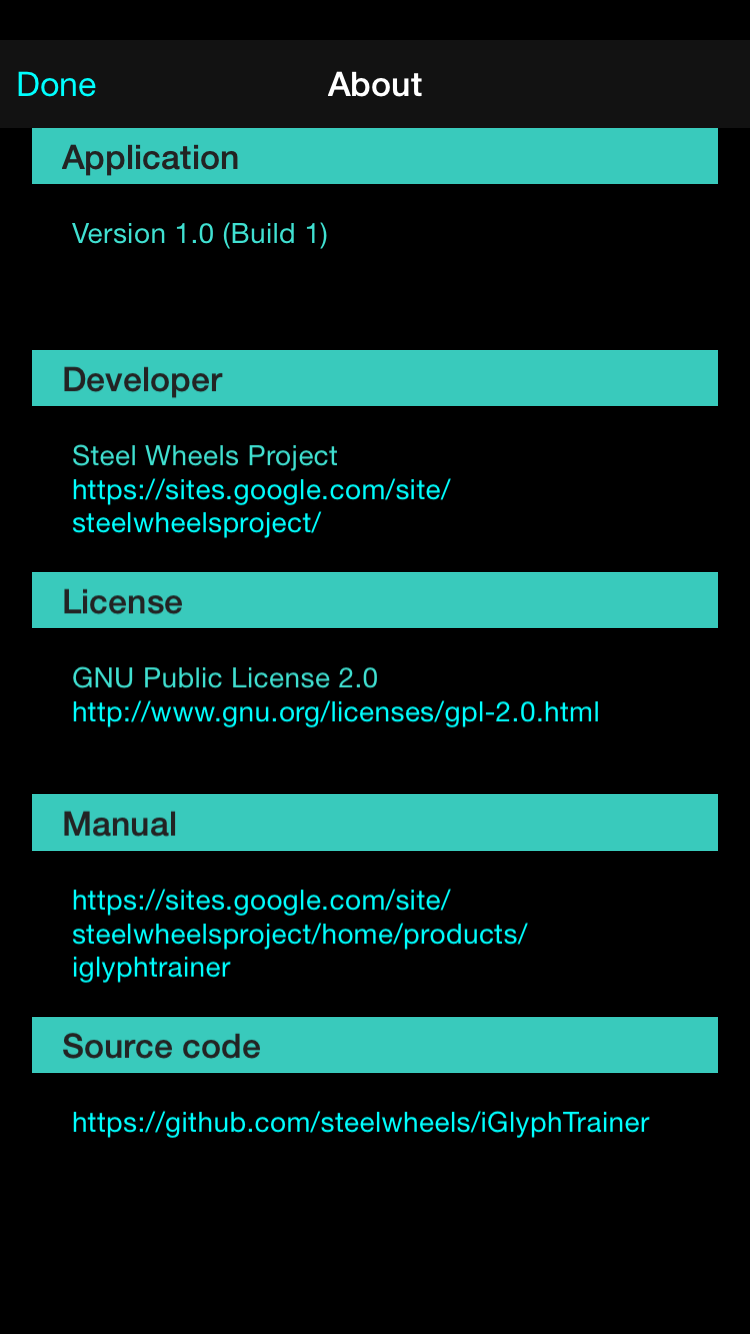 Done
About
Application
Version 1.0 (Build 1)
Developer
Steel Wheels Project
https://sites.google.com/site/
steelwheelsproject/
License
GNU Public License 2.0
http://www.gnu.org/licenses/gpl-2.0.html
Manual
https://sites.google.com/site/
steelwheelsproject/home/products/
iglyphtrainer
Source code
https://github.com/steelwheels/iGlyphTrainer